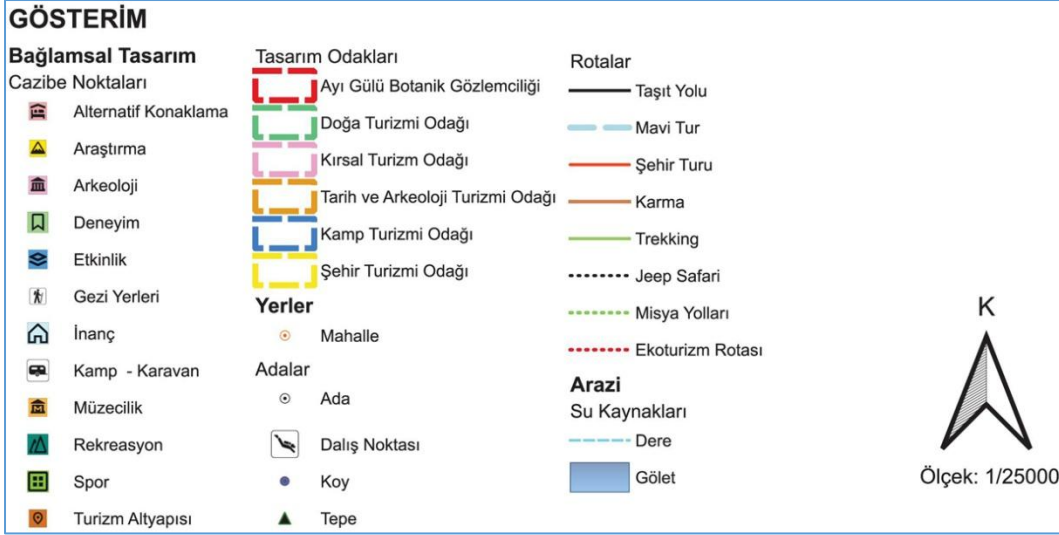 GÖSTERİM
Bağlamsal Tasarım
Cazibe Noktaları
Alternatif Konaklama
Araştırma
Arkeoloji
Deneyim
Etkinlik
Gezi Yerleri
İnanç
Kamp - Karavan
Müzecilik
Rekreasyon
Spor
Turizm Altyapısı
Tasarım Odakları
Ayı Gülü Botanik Gözlemciliği
Doğa Turizmi Odağı
Kırsal Turizm Odağı
Tarih ve Arkeoloji Turizmi Odağı
Kamp Turizmi Odağı
Şehir Turizmi Odağı
Yerler
Mahalle
Adalar
Ada
Dalış Noktası
Koy
Tepe
Rotalar
Taşıt Yolu
Mavi Tur
Şehir Turu
Karma
Trekking
Jeep Safari
Misya Yolları
Ekoturizm Rotası
Arazi
Su Kaynakları
Dere
Gölet
K
Ölçek: 1/25000